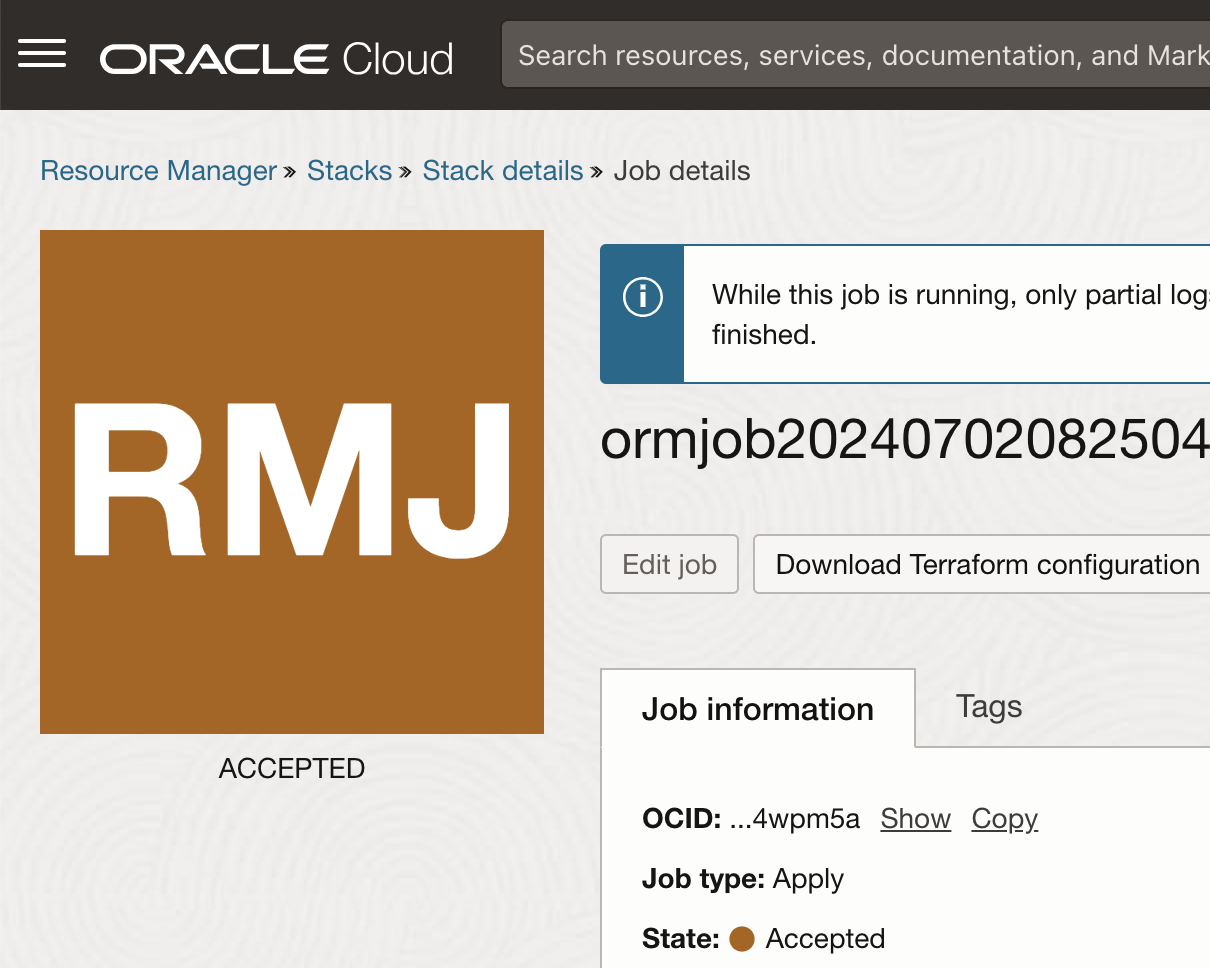 ORACLE Cloud
Search resources, services, documentation, and Mark
Resource Manager » Stacks » Stack details » Job details
RMJ
ACCEPTED
While this job is running, only partial logs
finished.
ormjob20240702082504
Edit job
Download Terraform configuration
Job information
Tags
OCID: ...4wpm5a Show Copy
Job type: Apply
State: Accepted